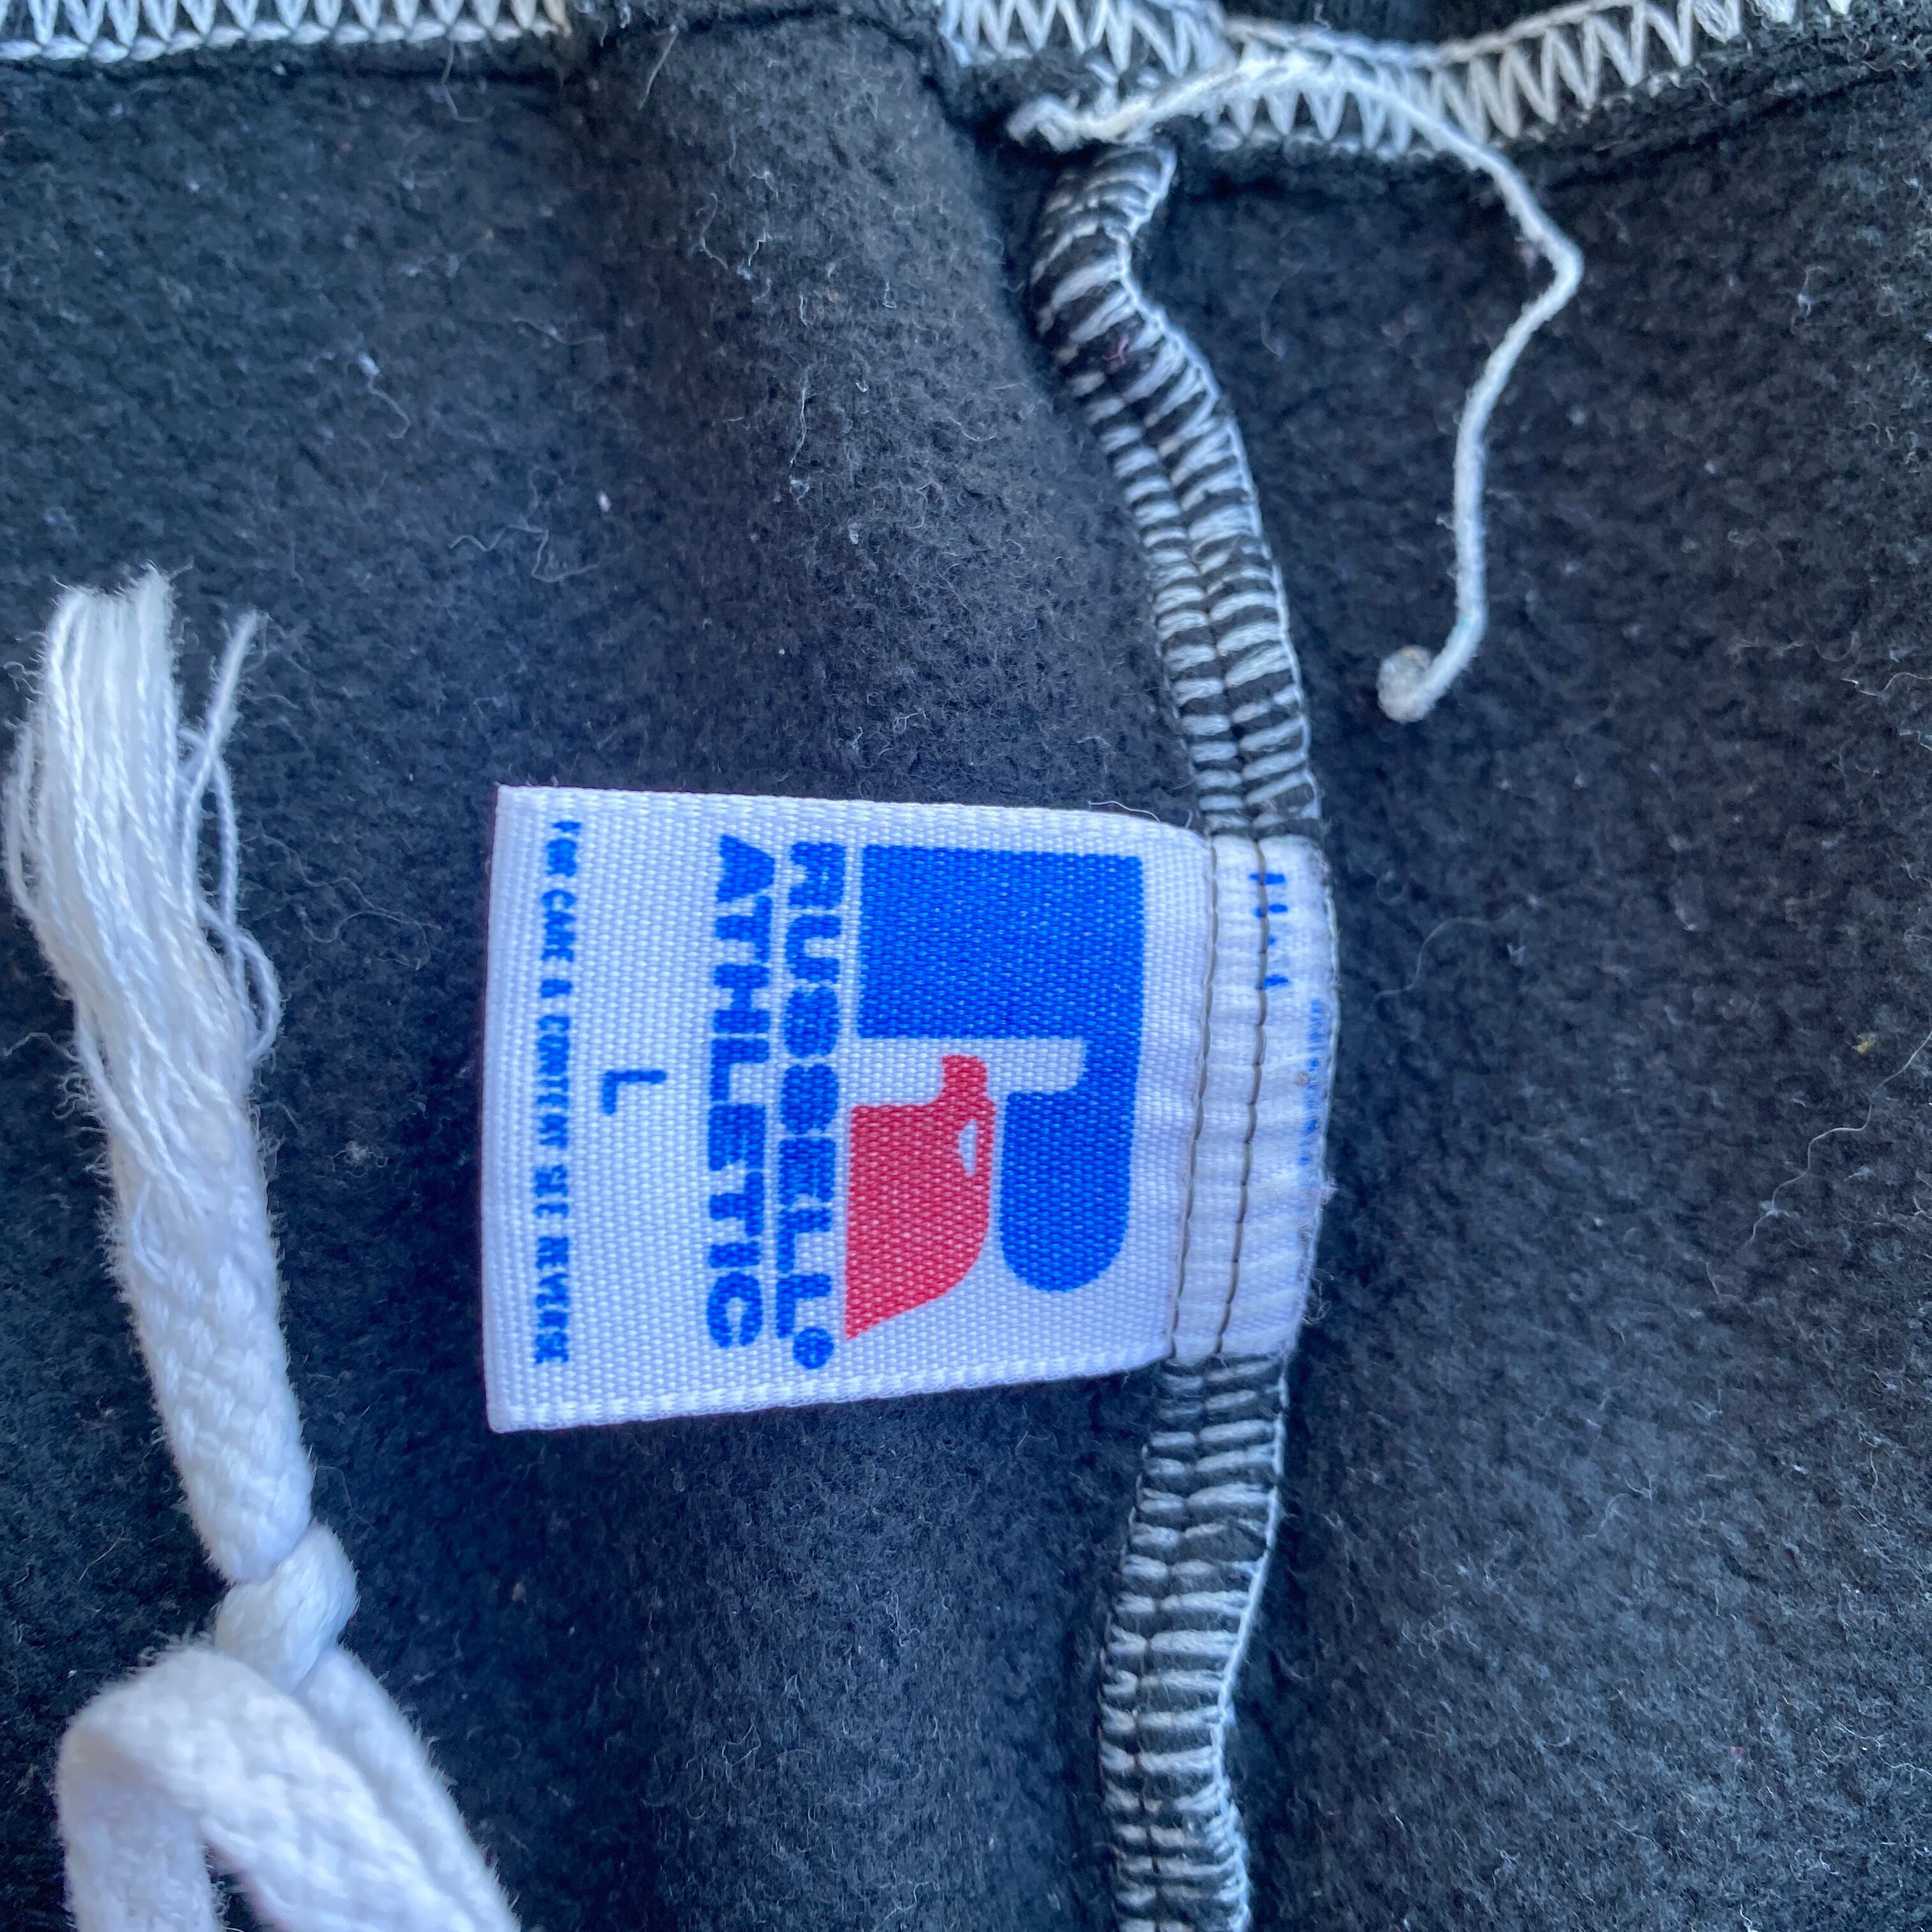 RUSSELL®
ATHLETIC
L
FOR CARE & CONTENT SEE REVERSE